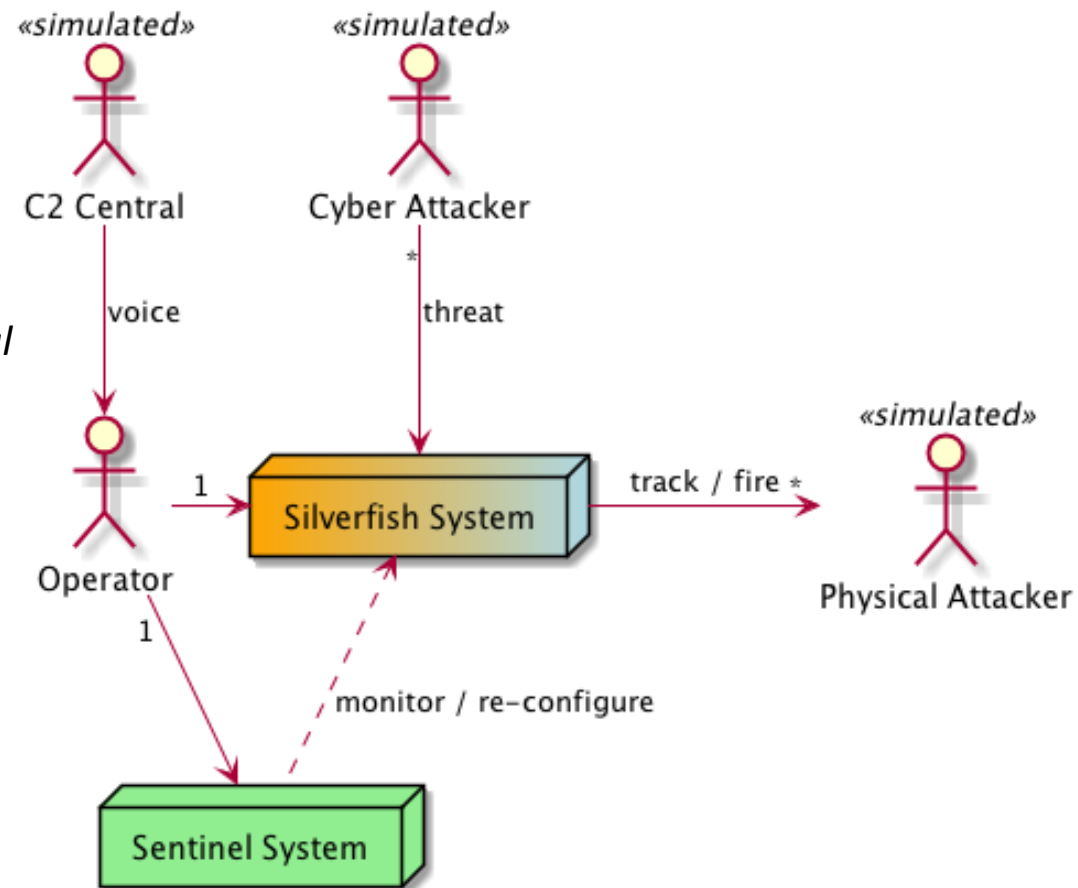 «simulated»
«simulated»
C2 Central
Cyber Attacker
*
voice
threat
«simulated»
1
Silverfish System
track / fire *
Operator
Physical Attacker
1
monitor / re-configure
Sentinel System